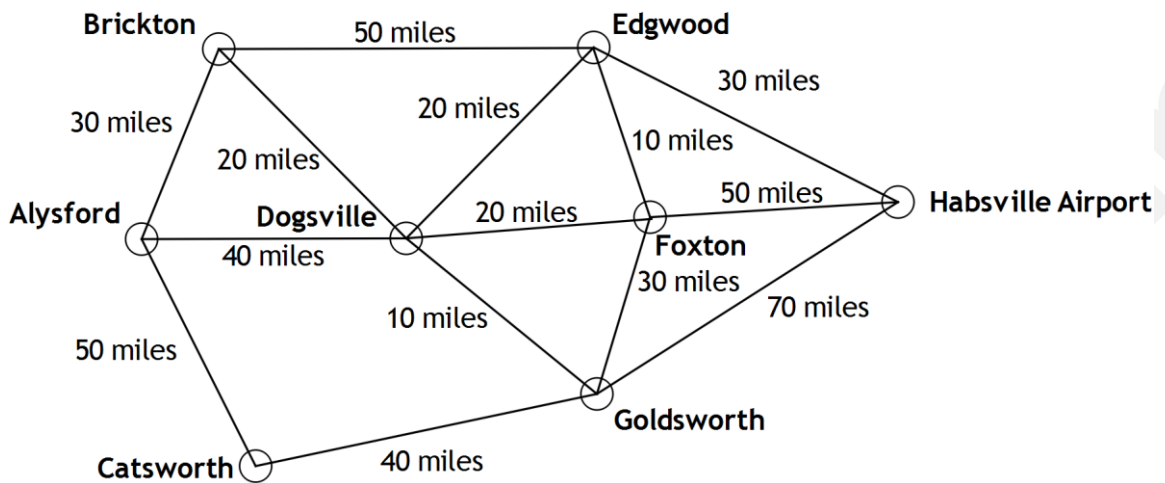 Brickton
50 miles
Edgwood
30 miles
30 miles
20 miles
10 miles
20 miles
50 miles
Habsville Airport
Alysford
Dogsville
20 miles
Foxton
40 miles
30 miles
70 miles
10 miles
50 miles
Goldsworth
40 miles
Catsworth